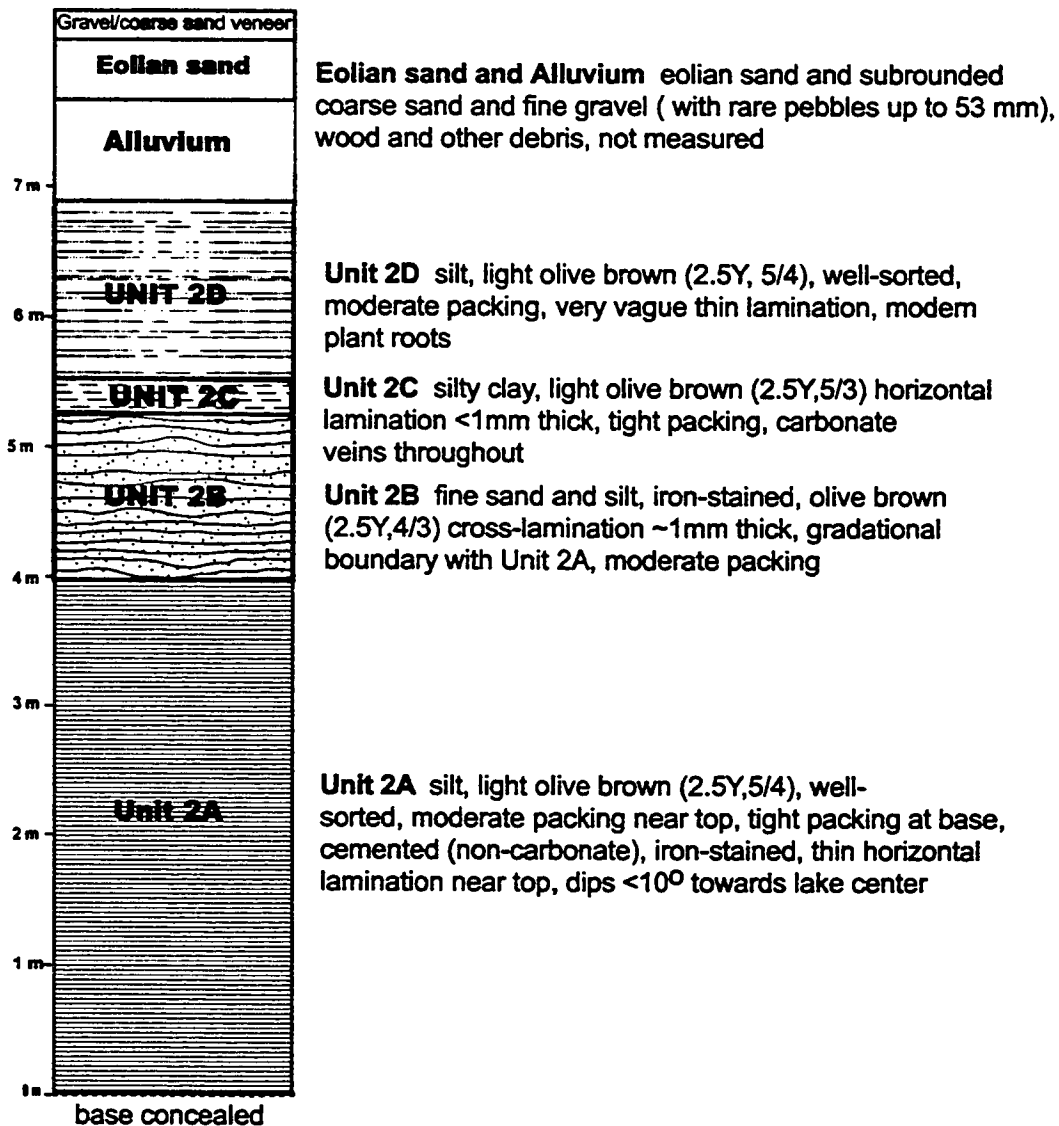 Gravel/coarse sand veneer
Eolian sand
Alluvium
7 m
UNIT 2D
6 m
UNIT 2C
5 m
UNIT 2B
4 m
3 m
Unit 2A
2 m
1 m
0 m
base concealed
Eolian sand and Alluvium eolian sand and subrounded
coarse sand and fine gravel ( with rare pebbles up to 53 mm),
wood and other debris, not measured
Unit 2D silt, light olive brown (2.5Y, 5/4), well-sorted,
moderate packing, very vague thin lamination, modern
plant roots
Unit 2C silty clay, light olive brown (2.5Y,5/3) horizontal
lamination <1mm thick, tight packing, carbonate
veins throughout
Unit 2B fine sand and silt, iron-stained, olive brown
(2.5Y,4/3) cross-lamination ~1mm thick, gradational
boundary with Unit 2A, moderate packing
Unit 2A silt, light olive brown (2.5Y,5/4), well-
sorted, moderate packing near top, tight packing at base,
cemented (non-carbonate), iron-stained, thin horizontal
lamination near top, dips <10º towards lake center